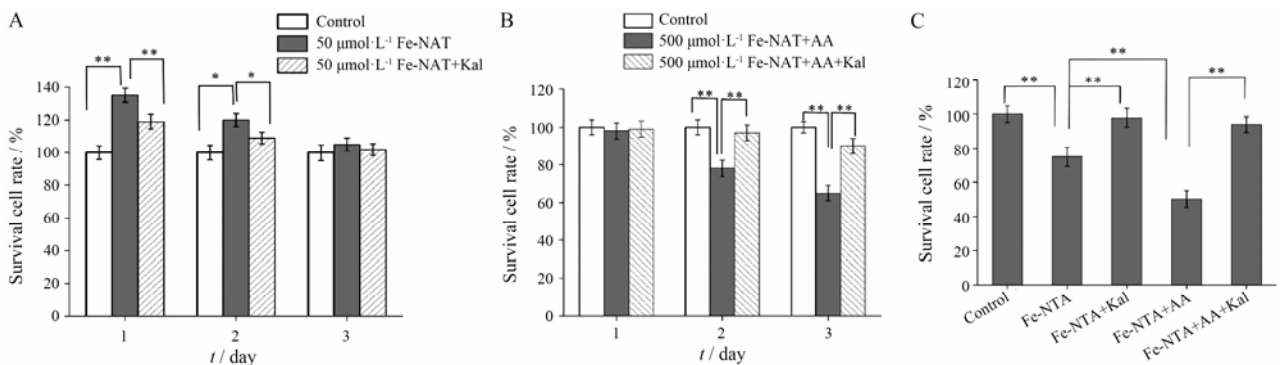 A
Control
50 μmol·L⁻¹ Fe-NAT
50 μmol·L⁻¹ Fe-NAT+Kal
Survival cell rate / %
160
140
120
100
80
60
40
20
0
** **
* *
1 2 3
t / day
B
Control
500 μmol·L⁻¹ Fe-NAT+AA
500 μmol·L⁻¹ Fe-NAT+AA+Kal
Survival cell rate / %
120
100
80
60
40
20
0
** **
** **
1 2 3
t / day
C
Survival cell rate / %
120
100
80
60
40
20
0
**
** ** **
Control
Fe-NTA
Fe-NTA+Kal
Fe-NTA+AA
Fe-NTA+AA+Kal